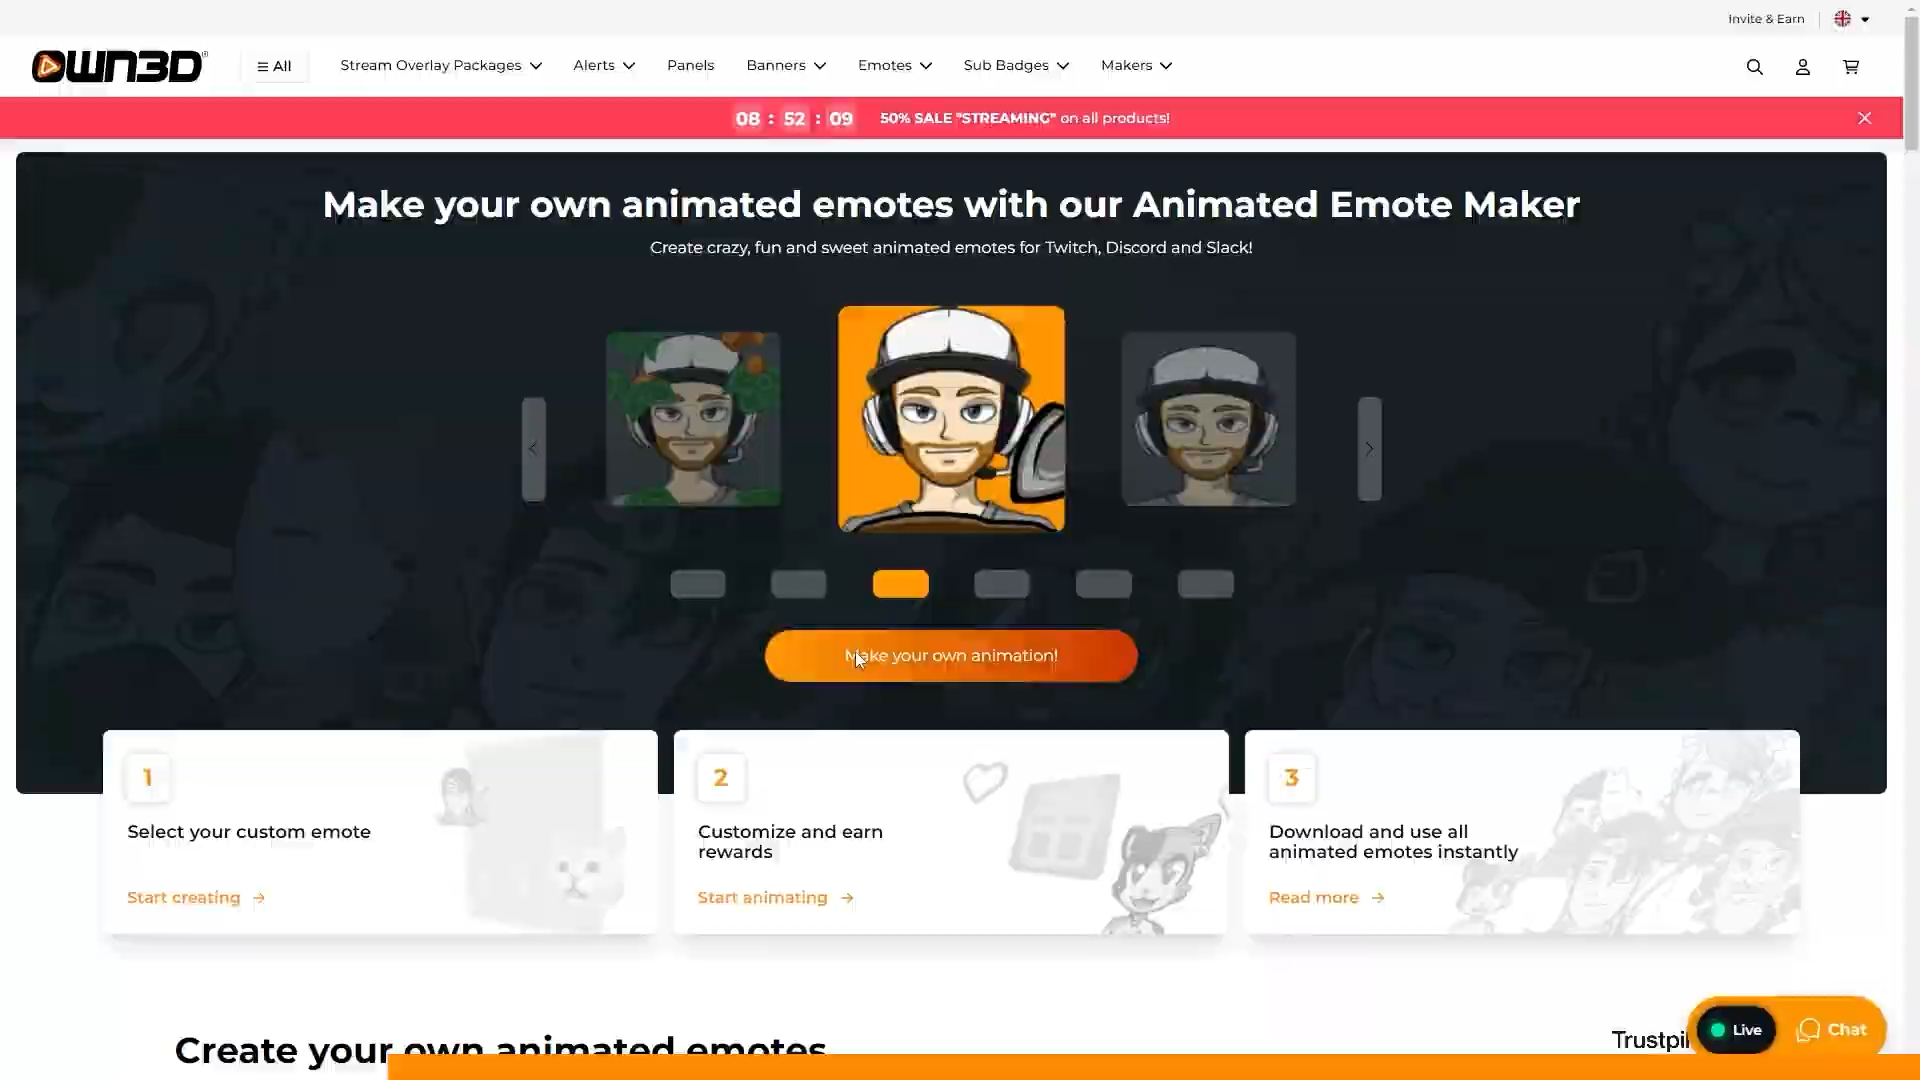 Invite & Earn
OWN3D
All
Stream Overlay Packages
Alerts
Panels
Banners
Emotes
Sub Badges
Makers
08 : 52 : 09
50% SALE "STREAMING" on all products!
Make your own animated emotes with our Animated Emote Maker
Create crazy, fun and sweet animated emotes for Twitch, Discord and Slack!
Make your own animation!
1
Select your custom emote
Start creating →
2
Customize and earn
rewards
Start animating →
3
Download and use all
animated emotes instantly
Read more →
Create your own animated emotes
Trustpil
Live
Chat